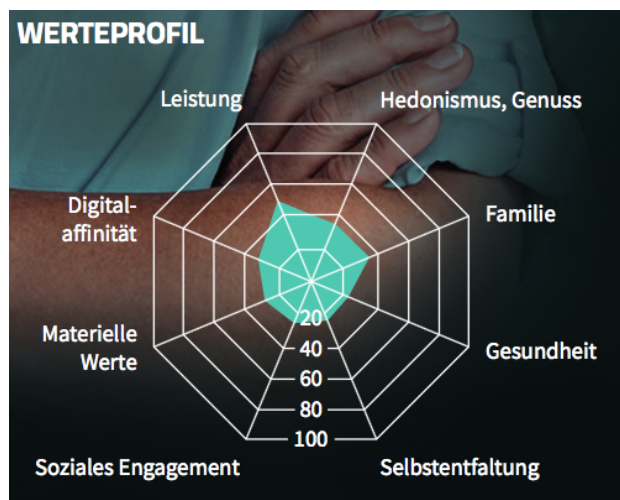 WERTEPROFIL
Leistung
Hedonismus, Genuss
Digital-
affinität
Familie
Materielle
Werte
Gesundheit
20
40
60
80
100
Soziales Engagement
Selbstentfaltung